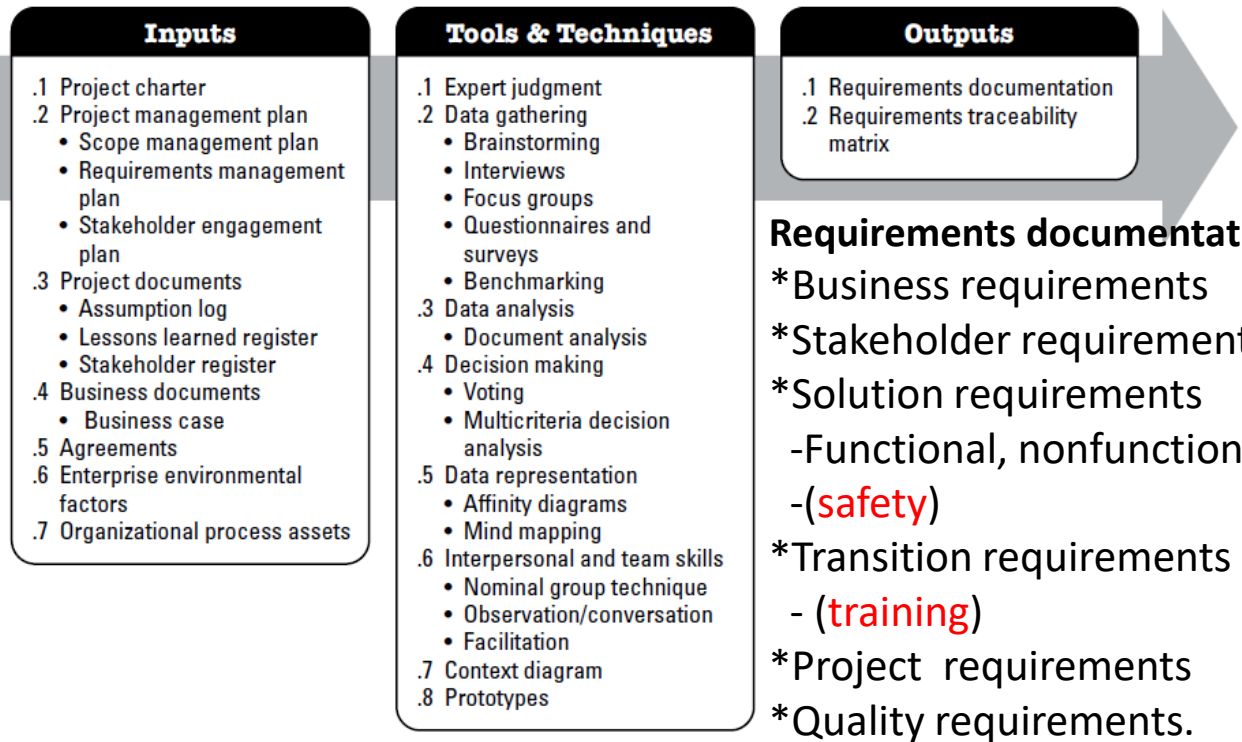 Inputs
.1 Project charter
.2 Project management plan
• Scope management plan
• Requirements management
plan
• Stakeholder engagement
plan
.3 Project documents
• Assumption log
• Lessons learned register
• Stakeholder register
.4 Business documents
• Business case
.5 Agreements
.6 Enterprise environmental
factors
.7 Organizational process assets
Tools & Techniques
.1 Expert judgment
.2 Data gathering
• Brainstorming
• Interviews
• Focus groups
• Questionnaires and
surveys
• Benchmarking
.3 Data analysis
• Document analysis
.4 Decision making
• Voting
• Multicriteria decision
analysis
.5 Data representation
• Affinity diagrams
• Mind mapping
.6 Interpersonal and team skills
• Nominal group technique
• Observation/conversation
• Facilitation
.7 Context diagram
.8 Prototypes
Outputs
.1 Requirements documentation
.2 Requirements traceability
matrix
Requirements documentat
*Business requirements
*Stakeholder requirement
*Solution requirements
-Functional, nonfunction
-(safety)
*Transition requirements
- (training)
*Project requirements
*Quality requirements.